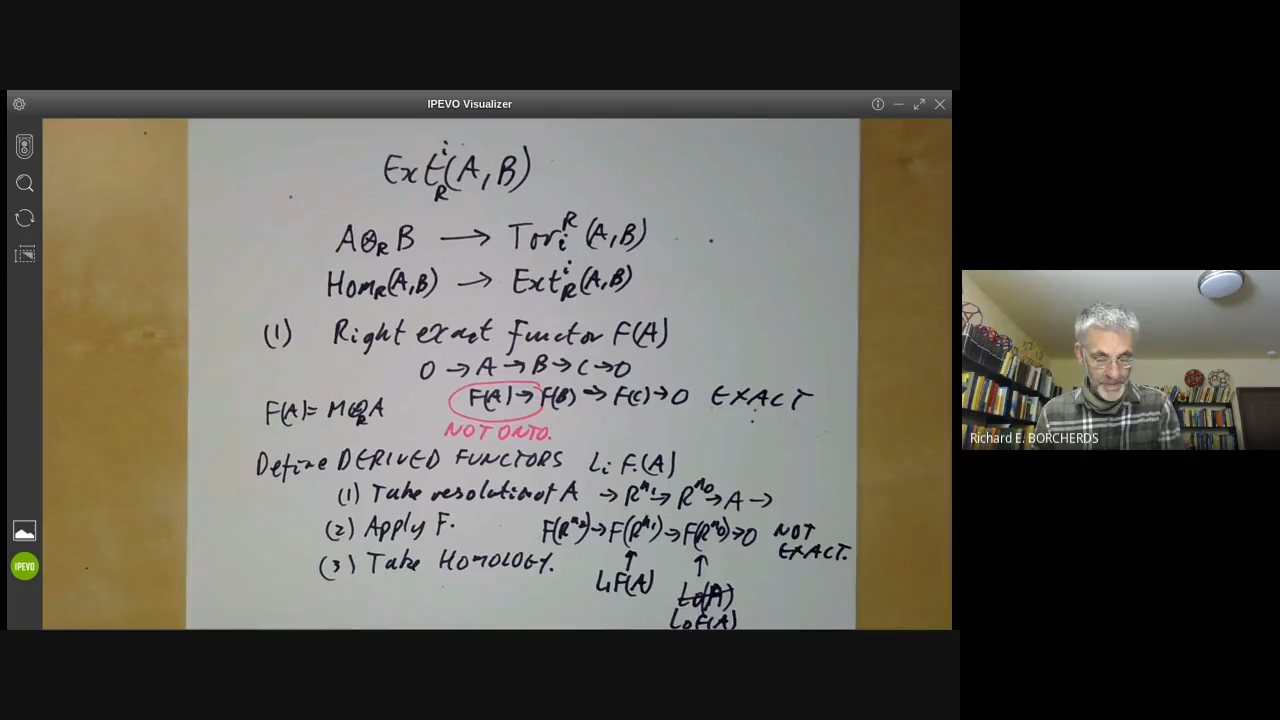 IPEVO Visualizer
Ext^i_R(A,B)
A⊗_R B → Tor_i^R(A,B)
Hom_R(A,B) → Ext^i_R(A,B)
(1) Right exact functor F(A)
0→A→B→C→0
F(A)→F(B)→F(C)→0 EXACT
F(A)=M⊗_R A
NOT ONTO.
Define DERIVED FUNCTORS L_i F.(A)
(1) Take resolution of A →R^{n_1}→R^{n_0}→A→
(2) Apply F. F(R^{n_2})→F(R^{n_1})→F(R^{n_0})→0 NOT EXACT.
(3) Take HOMOLOGY. ↑ ↑
L_1F(A) L_0(A)
L_0F(A)
IPEVO
Richard E. BORCHERDS